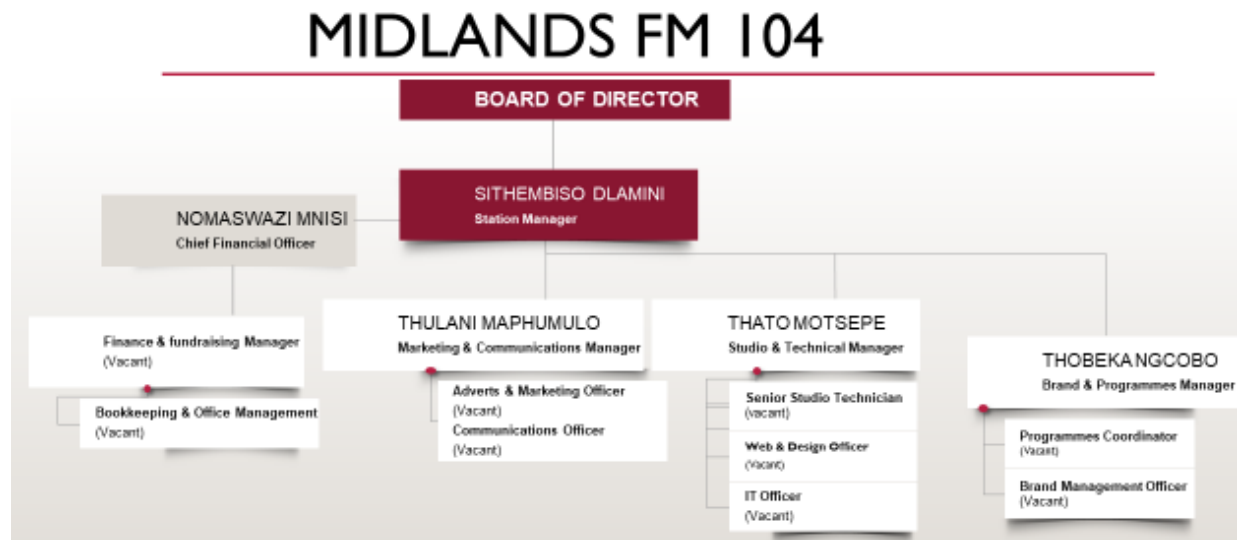 MIDLANDS FM 104
BOARD OF DIRECTOR
SITHEMBISO DLAMINI
Station Manager
NOMASWAZI MNISI
Chief Financial Officer
Finance & fundraising Manager
(Vacant)
Bookkeeping & Office Management
(Vacant)
THULANI MAPHUMULO
Marketing & Communications Manager
Adverts & Marketing Officer
(Vacant)
Communications Officer
(Vacant)
THATO MOTSEPE
Studio & Technical Manager
Senior Studio Technician
(vacant)
Web & Design Officer
(Vacant)
IT Officer
(Vacant)
THOBEKA NGCOBO
Brand & Programmes Manager
Programmes Coordinator
(Vacant)
Brand Management Officer
(Vacant)